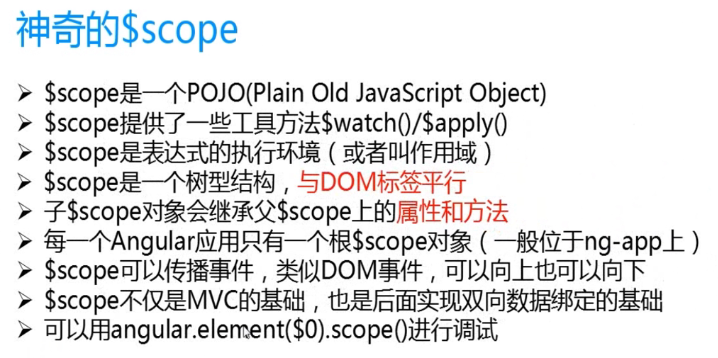 神奇的$scope
➢ $scope是一个POJO(Plain Old JavaScript Object)
➢ $scope提供了一些工具方法$watch()/$apply()
➢ $scope是表达式的执行环境（或者叫作用域）
➢ $scope是一个树型结构，与DOM标签平行
➢ 子$scope对象会继承父$scope上的属性和方法
➢ 每一个Angular应用只有一个根$scope对象（一般位于ng-app上）
➢ $scope可以传播事件，类似DOM事件，可以向上也可以向下
➢ $scope不仅是MVC的基础，也是后面实现双向数据绑定的基础
➢ 可以用angular.element($0).scope()进行调试